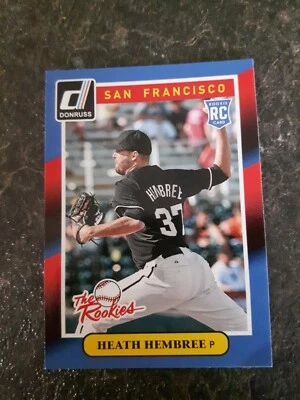 DONRUSS
SAN FRANCISCO
ROOKIE
RC
CARD
HEMBREE
37
The
Rookies
HEATH HEMBREE P